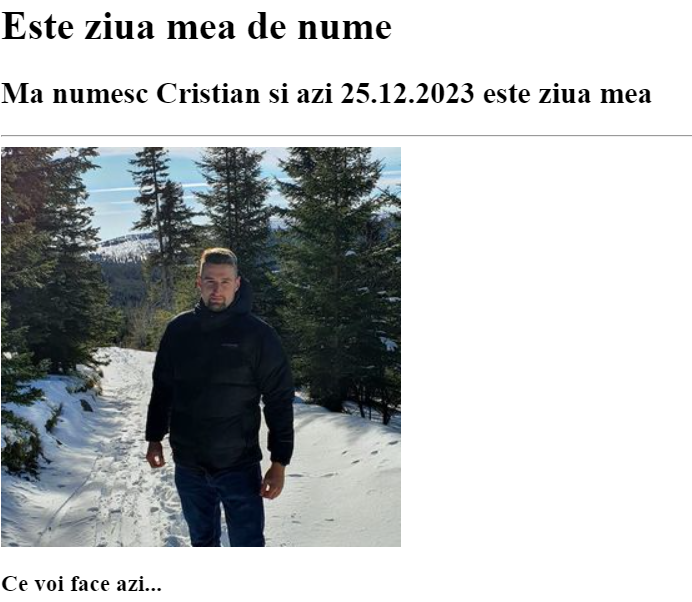 Este ziua mea de nume
Ma numesc Cristian si azi 25.12.2023 este ziua mea
Ce voi face azi...